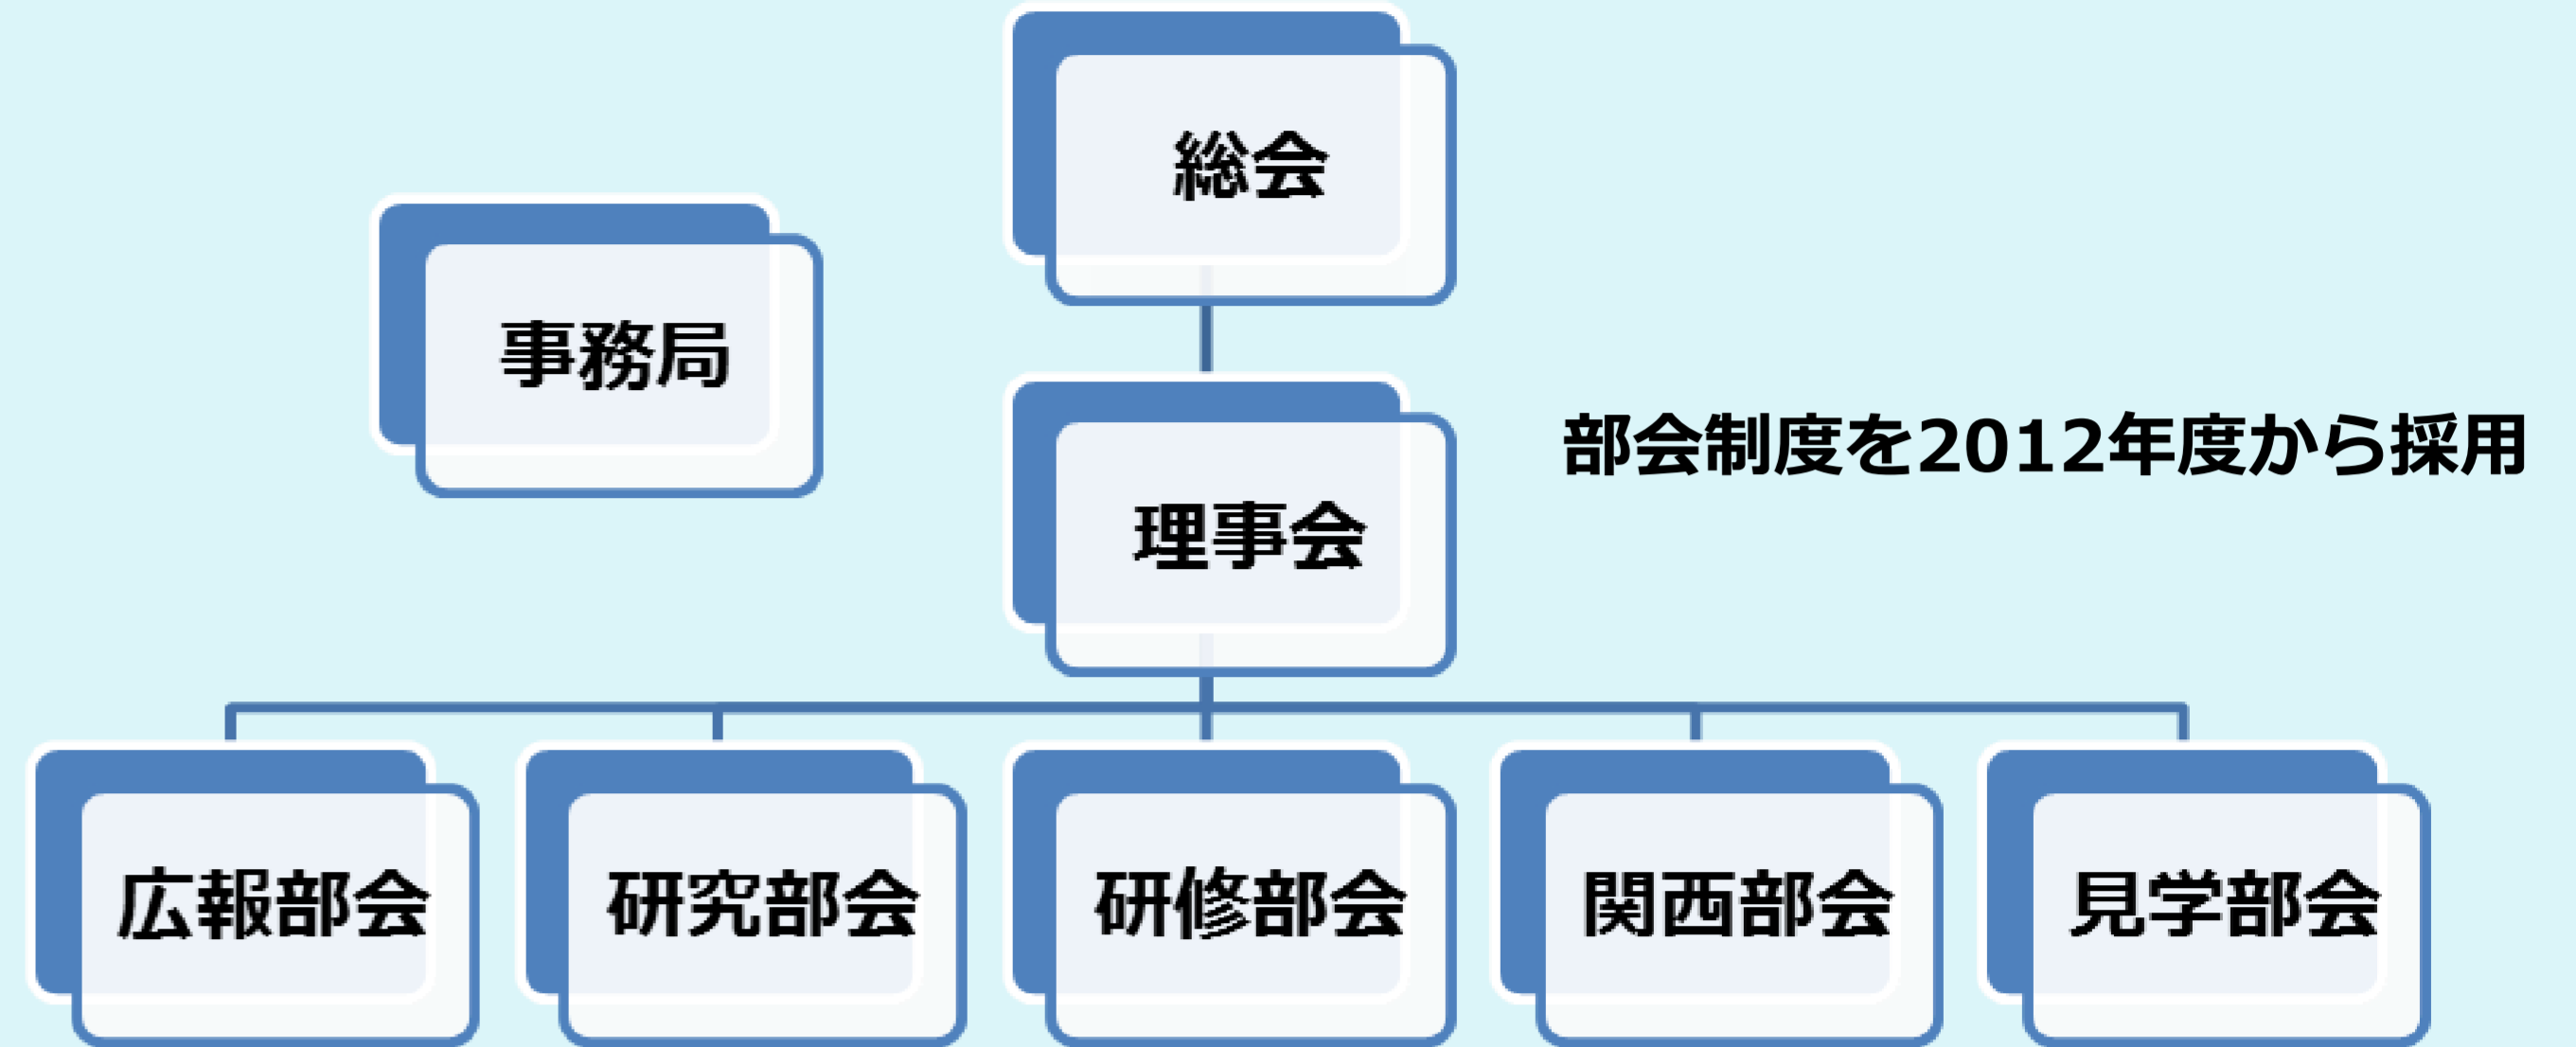 総会
事務局
部会制度を2012年度から採用
理事会
広報部会
研究部会
研修部会
関西部会
見学部会